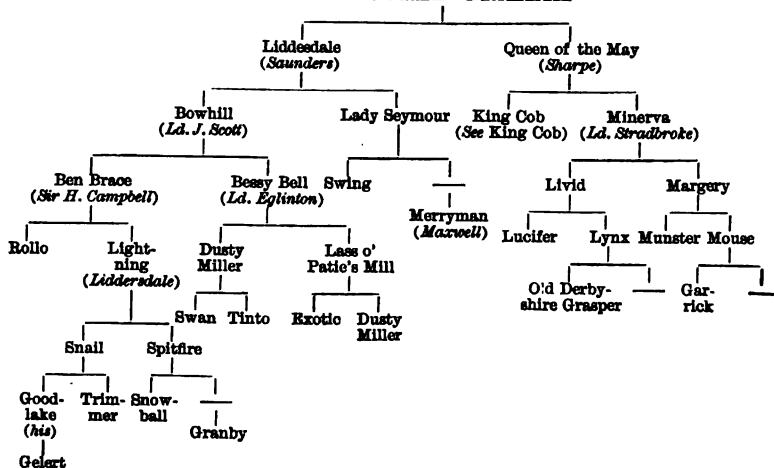 Liddesdale Queen of the May
(Saunders) (Sharpe)
Bowhill Lady Seymour King Cob Minerva
(Ld. J. Scott) (See King Cob) (Ld. Stradbroke)
Ben Brace Bessy Bell Swing Livid Margery
(Sir H. Campbell) (Ld. Eglinton)
Merryman
(Maxwell)
Rollo Light- Dusty Lass o' Lucifer Lynx Munster Mouse
ning Miller Patie's Mill
(Liddersdale)
Old Derby- Gar-
shire Grasper rick
Swan Tinto Exotic Dusty
Miller
Snail Spitfire
Good- Trim- Snow-
lake mer ball
(his) Granby
Gelert